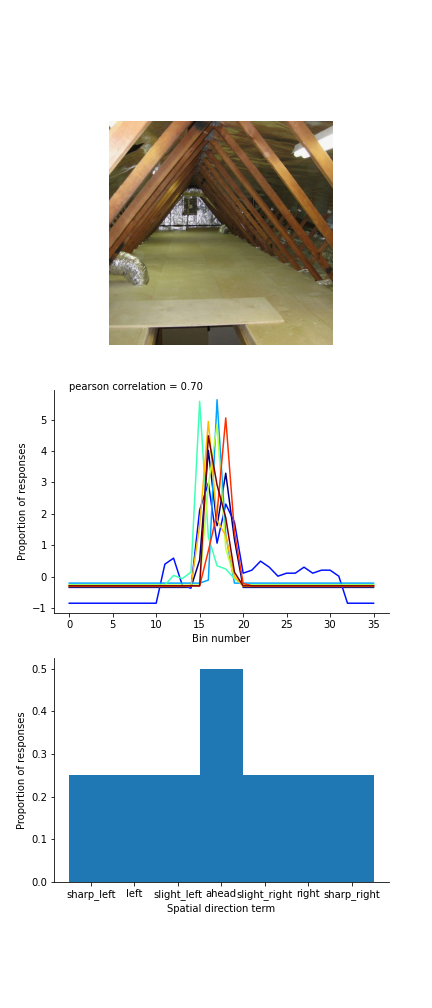 pearson correlation = 0.70
Proportion of responses
5
4
3
2
1
0
−1
0 5 10 15 20 25 30 35
Bin number
Proportion of responses
0.5
0.4
0.3
0.2
0.1
0.0
sharp_left left slight_left ahead slight_right right sharp_right
Spatial direction term